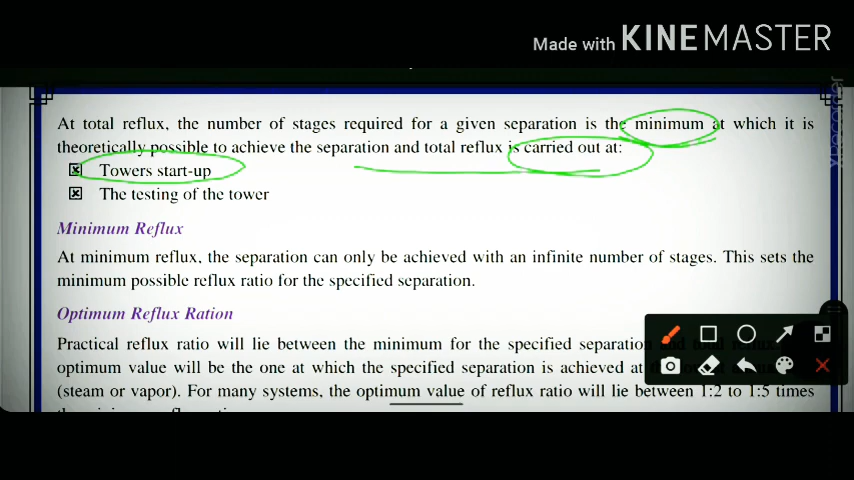 Made with KINEMASTER
XRecorder
At total reflux, the number of stages required for a given separation is the minimum at which it is
theoretically possible to achieve the separation and total reflux is carried out at:
Towers start-up
The testing of the tower
Minimum Reflux
At minimum reflux, the separation can only be achieved with an infinite number of stages. This sets the
minimum possible reflux ratio for the specified separation.
Optimum Reflux Ration
Practical reflux ratio will lie between the minimum for the specified separation
optimum value will be the one at which the specified separation is achieved at
(steam or vapor). For many systems, the optimum value of reflux ratio will lie between 1:2 to 1:5 times